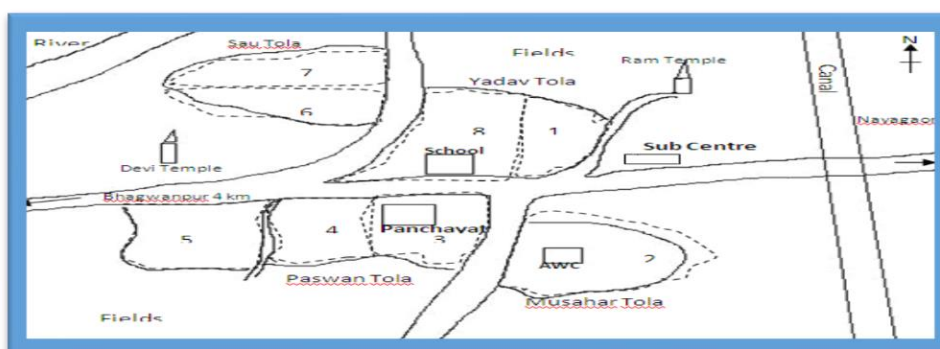 River
Sau Tola
Fields
N
7
Yadav Tola
Ram Temple
6
Canal
Nayagaon
8
1
School
Sub Centre
Devi Temple
Bhagwanpur 4 km
5
4
Panchayat
3
AWC
2
Paswan Tola
Musahar Tola
Fields